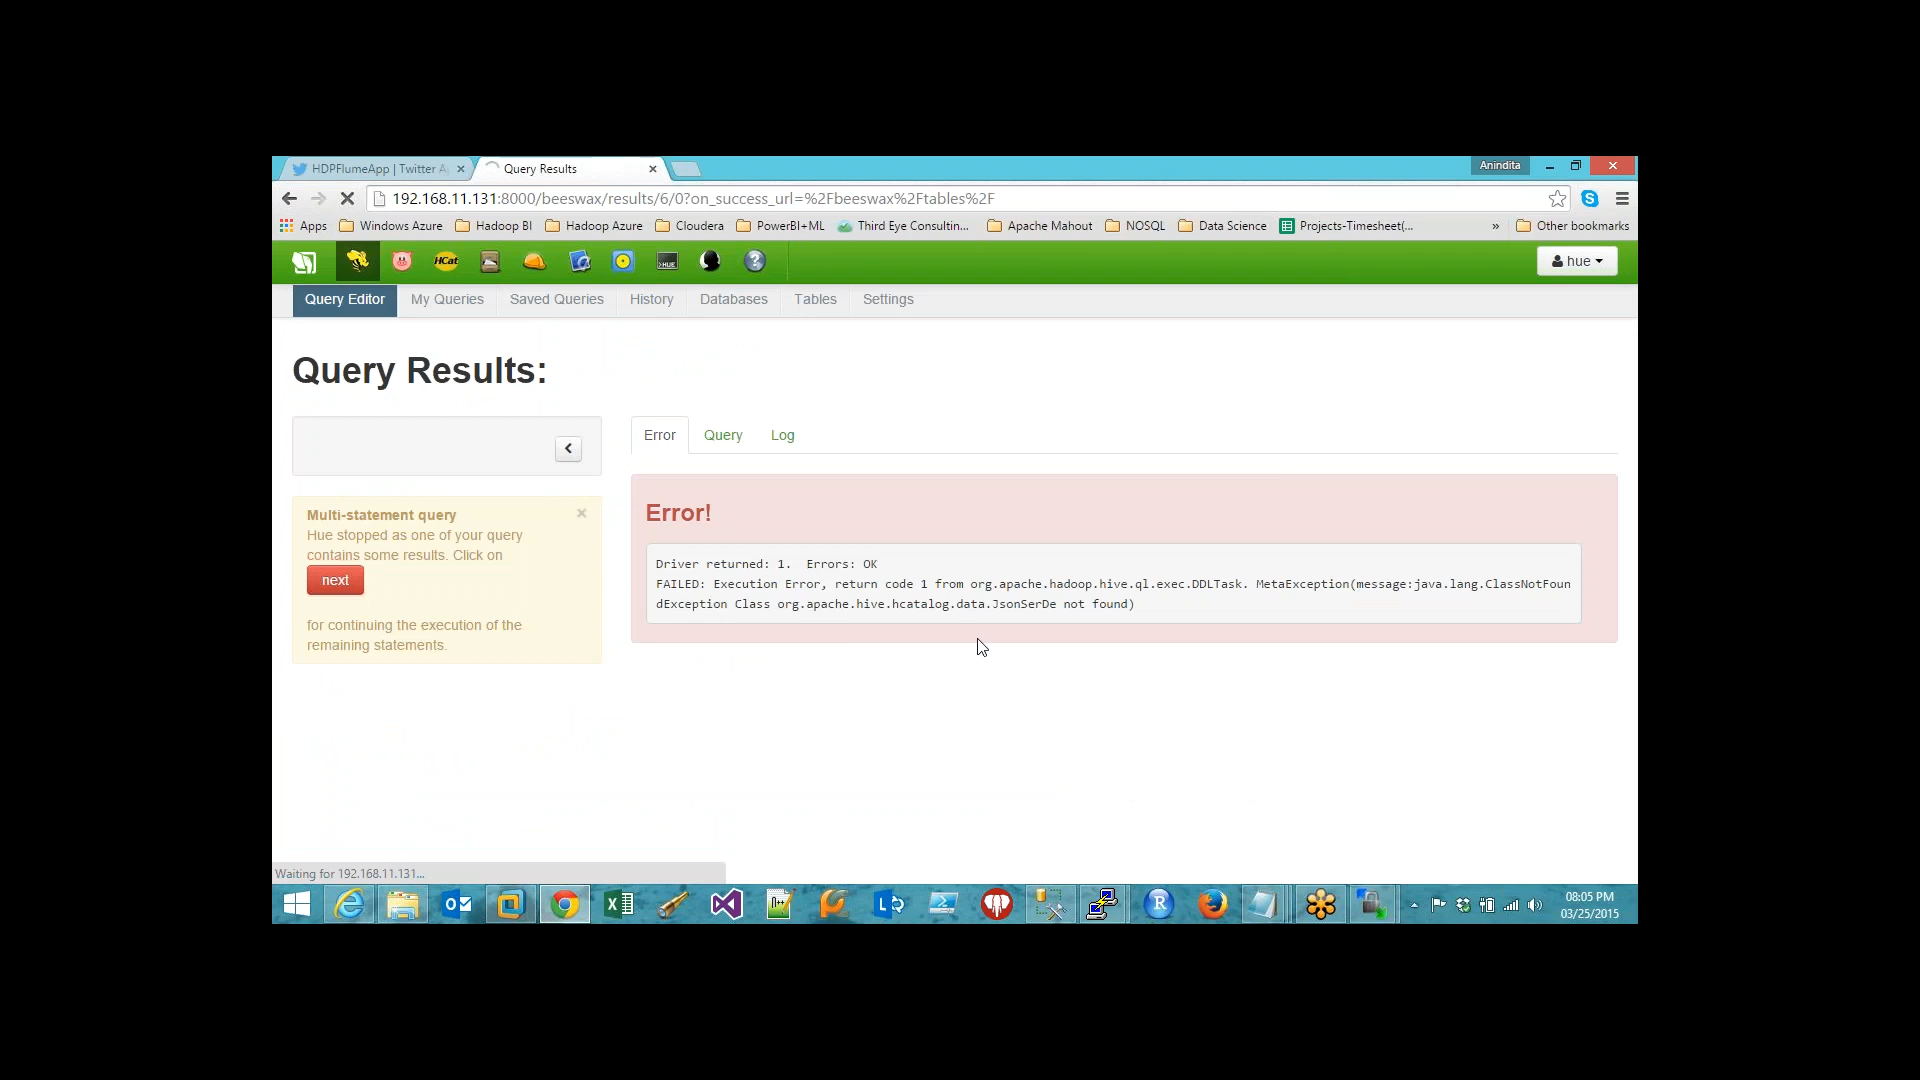 HDPFlumeApp | Twitter A
Query Results
Anindita
192.168.11.131:8000/beeswax/results/6/0?on_success_url=%2Fbeeswax%2Ftables%2F
Apps Windows Azure Hadoop BI Hadoop Azure Cloudera PowerBI+ML Third Eye Consultin... Apache Mahout NOSQL Data Science Projects-Timesheet(... » Other bookmarks
HCat
hue
Query Editor My Queries Saved Queries History Databases Tables Settings
Query Results:
Error Query Log
Multi-statement query
Hue stopped as one of your query
contains some results. Click on
next
for continuing the execution of the
remaining statements.
Error!
Driver returned: 1.  Errors: OK
FAILED: Execution Error, return code 1 from org.apache.hadoop.hive.ql.exec.DDLTask. MetaException(message:java.lang.ClassNotFoun
dException Class org.apache.hive.hcatalog.data.JsonSerDe not found)
Waiting for 192.168.11.131...
08:05 PM
03/25/2015